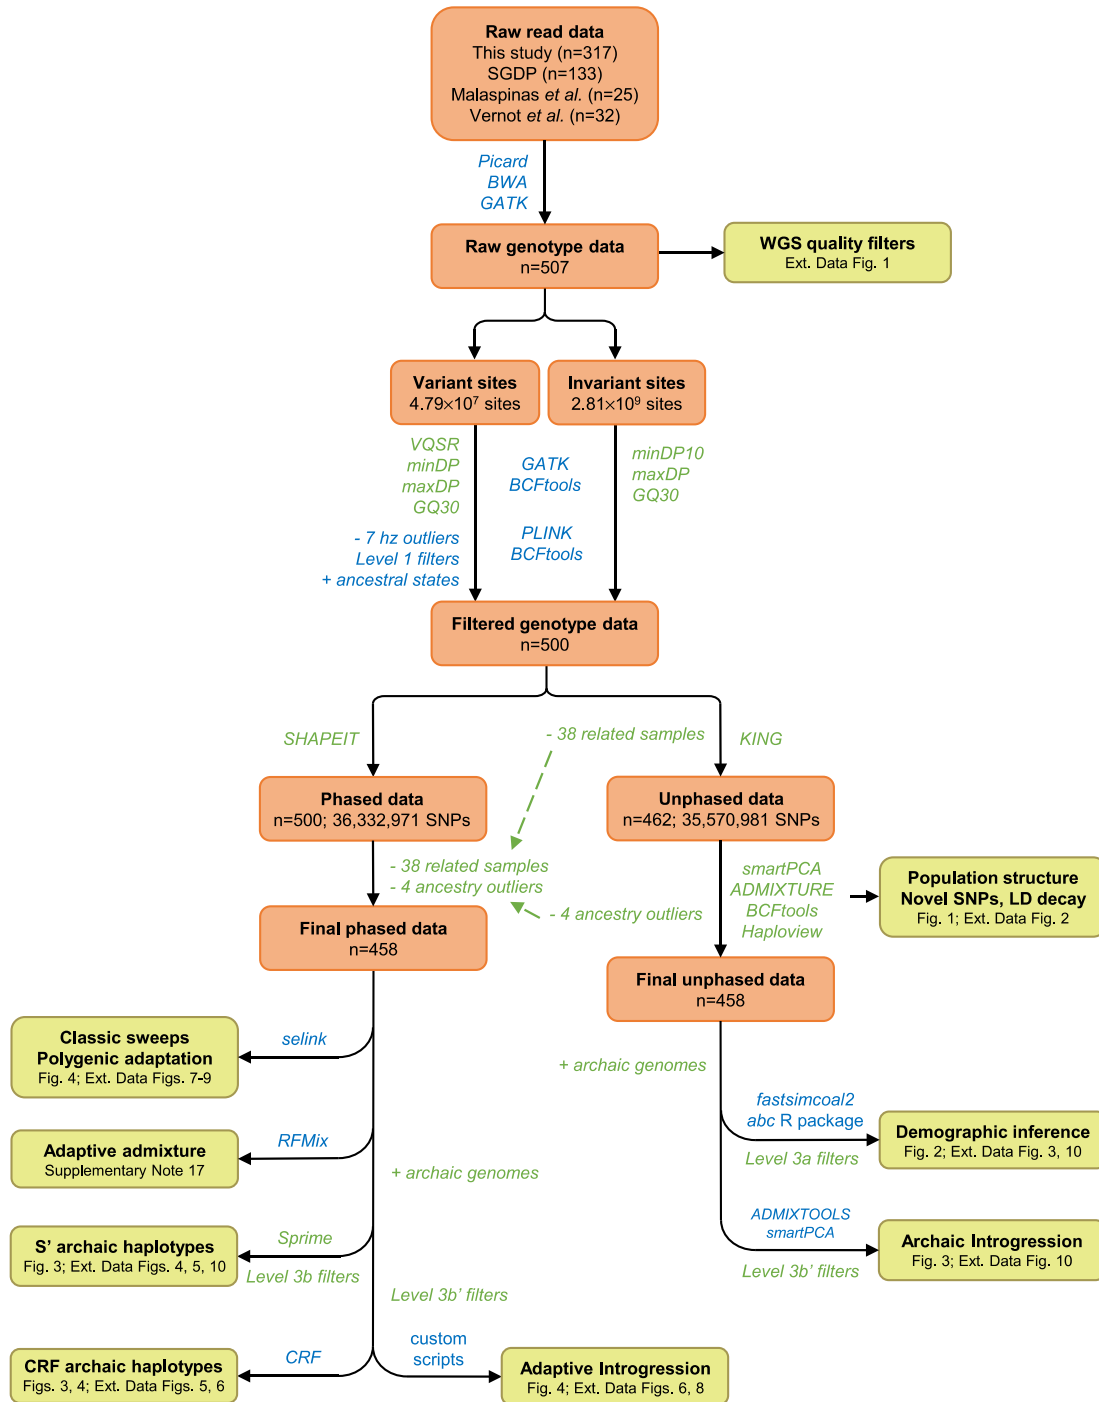 Raw read data
This study (n=317)
SGDP (n=133)
Malaspinas et al. (n=25)
Vernot et al. (n=32)
Picard
BWA
GATK
Raw genotype data
n=507
WGS quality filters
Ext. Data Fig. 1
Variant sites
4.79×10⁷ sites
Invariant sites
2.81×10⁹ sites
VQSR
minDP
maxDP
GQ30
GATK
BCFtools
minDP10
maxDP
GQ30
- 7 hz outliers
Level 1 filters
+ ancestral states
PLINK
BCFtools
Filtered genotype data
n=500
SHAPEIT
- 38 related samples
KING
Phased data
n=500; 36,332,971 SNPs
Unphased data
n=462; 35,570,981 SNPs
- 38 related samples
- 4 ancestry outliers
- 4 ancestry outliers
smartPCA
ADMIXTURE
BCFtools
Haploview
Population structure
Novel SNPs, LD decay
Fig. 1; Ext. Data Fig. 2
Final phased data
n=458
Final unphased data
n=458
Classic sweeps
Polygenic adaptation
Fig. 4; Ext. Data Figs. 7-9
selink
+ archaic genomes
fastsimcoal2
abc R package
Level 3a filters
Demographic inference
Fig. 2; Ext. Data Fig. 3, 10
Adaptive admixture
Supplementary Note 17
RFMix
+ archaic genomes
S’ archaic haplotypes
Fig. 3; Ext. Data Figs. 4, 5, 10
Sprime
Level 3b filters
ADMIXTOOLS
smartPCA
Level 3b’ filters
Archaic Introgression
Fig. 3; Ext. Data Fig. 10
Level 3b’ filters
CRF archaic haplotypes
Figs. 3, 4; Ext. Data Figs. 5, 6
CRF
custom
scripts
Adaptive Introgression
Fig. 4; Ext. Data Figs. 6, 8